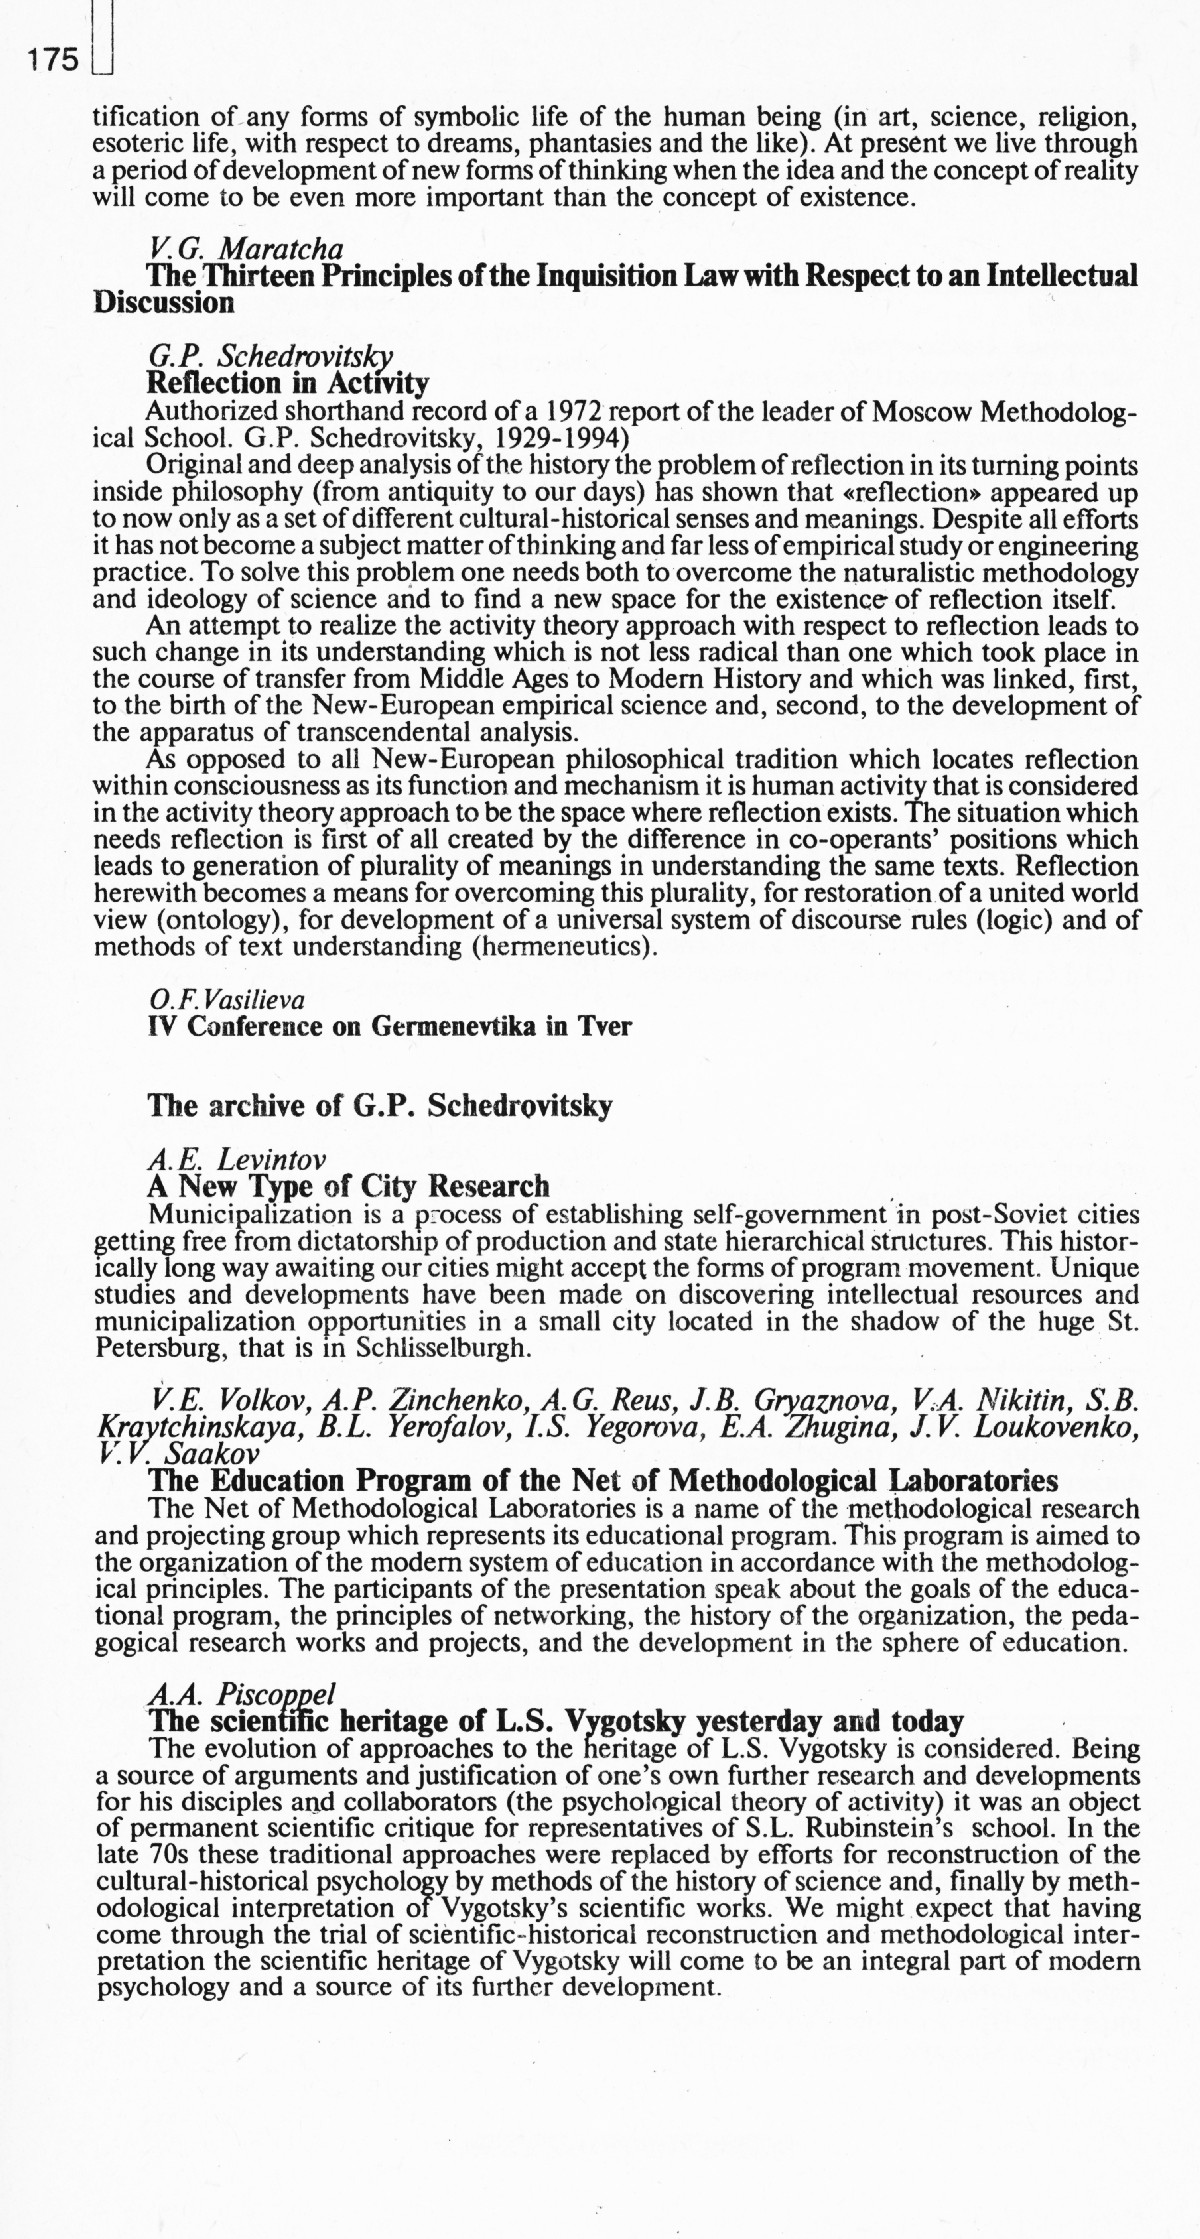 175
tification of any forms of symbolic life of the human being (in art, science, religion,
esoteric life, with respect to dreams, phantasies and the like). At present we live through
a period of development of new forms of thinking when the idea and the concept of reality
will come to be even more important than the concept of existence.
V.G. Maratcha
The Thirteen Principles of the Inquisition Law with Respect to an Intellectual
Discussion
G.P. Schedrovitsky
Reflection in Activity
Authorized shorthand record of a 1972 report of the leader of Moscow Methodolog-
ical School. G.P. Schedrovitsky, 1929-1994)
Original and deep analysis of the history the problem of reflection in its turning points
inside philosophy (from antiquity to our days) has shown that «reflection» appeared up
to now only as a set of different cultural-historical senses and meanings. Despite all efforts
it has not become a subject matter of thinking and far less of empirical study or engineering
practice. To solve this problem one needs both to overcome the naturalistic methodology
and ideology of science and to find a new space for the existence of reflection itself.
An attempt to realize the activity theory approach with respect to reflection leads to
such change in its understanding which is not less radical than one which took place in
the course of transfer from Middle Ages to Modern History and which was linked, first,
to the birth of the New-European empirical science and, second, to the development of
the apparatus of transcendental analysis.
As opposed to all New-European philosophical tradition which locates reflection
within consciousness as its function and mechanism it is human activity that is considered
in the activity theory approach to be the space where reflection exists. The situation which
needs reflection is first of all created by the difference in co-operants’ positions which
leads to generation of plurality of meanings in understanding the same texts. Reflection
herewith becomes a means for overcoming this plurality, for restoration of a united world
view (ontology), for development of a universal system of discourse rules (logic) and of
methods of text understanding (hermeneutics).
O.F. Vasilieva
IV Conference on Germenevtika in Tver
The archive of G.P. Schedrovitsky
A.E. Levintov
A New Type of City Research
Municipalization is a process of establishing self-government in post-Soviet cities
getting free from dictatorship of production and state hierarchical structures. This histor-
ically long way awaiting our cities might accept the forms of program movement. Unique
studies and developments have been made on discovering intellectual resources and
municipalization opportunities in a small city located in the shadow of the huge St.
Petersburg, that is in Schlisselburgh.
V.E. Volkov, A.P. Zinchenko, A.G. Reus, J.B. Gryaznova, V.A. Nikitin, S.B.
Kraytchinskaya, B.L. Yerofalov, I.S. Yegorova, E.A. Zhugina, J.V. Loukovenko,
V.V. Saakov
The Education Program of the Net of Methodological Laboratories
The Net of Methodological Laboratories is a name of the methodological research
and projecting group which represents its educational program. This program is aimed to
the organization of the modern system of education in accordance with the methodolog-
ical principles. The participants of the presentation speak about the goals of the educa-
tional program, the principles of networking, the history of the organization, the peda-
gogical research works and projects, and the development in the sphere of education.
A.A. Piscoppel
The scientific heritage of L.S. Vygotsky yesterday and today
The evolution of approaches to the heritage of L.S. Vygotsky is considered. Being
a source of arguments and justification of one’s own further research and developments
for his disciples and collaborators (the psychological theory of activity) it was an object
of permanent scientific critique for representatives of S.L. Rubinstein’s school. In the
late 70s these traditional approaches were replaced by efforts for reconstruction of the
cultural-historical psychology by methods of the history of science and, finally by meth-
odological interpretation of Vygotsky’s scientific works. We might expect that having
come through the trial of scientific-historical reconstruction and methodological inter-
pretation the scientific heritage of Vygotsky will come to be an integral part of modern
psychology and a source of its further development.